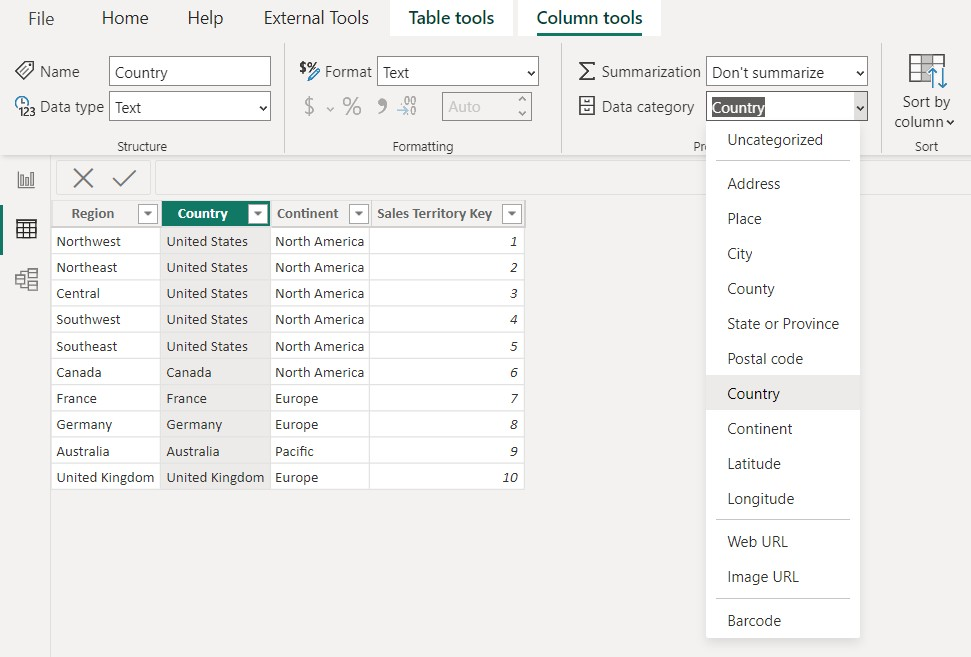 File Home Help External Tools Table tools Column tools
Name Country $% Format Text Summarization Don't summarize
123 Data type Text $ % 9 .00 Auto Data category Country Sort by
column
Structure Formatting Pr Sort
Uncategorized
Address
Place
City
County
State or Province
Postal code
Country
Continent
Latitude
Longitude
Web URL
Image URL
Barcode
Region Country Continent Sales Territory Key
Northwest United States North America 1
Northeast United States North America 2
Central United States North America 3
Southwest United States North America 4
Southeast United States North America 5
Canada Canada North America 6
France France Europe 7
Germany Germany Europe 8
Australia Australia Pacific 9
United Kingdom United Kingdom Europe 10